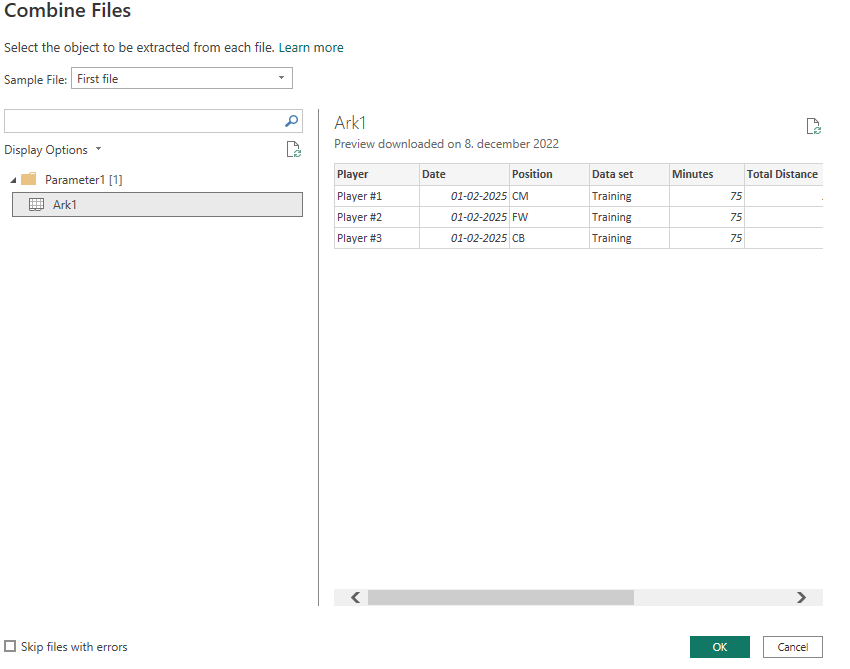 Combine Files
Select the object to be extracted from each file. Learn more
Sample File: First file
Display Options
Parameter1 [1]
Ark1
Ark1
Preview downloaded on 8. december 2022
Player Date Position Data set Minutes Total Distance
Player #1 01-02-2025 CM Training 75
Player #2 01-02-2025 FW Training 75
Player #3 01-02-2025 CB Training 75
Skip files with errors
OK Cancel